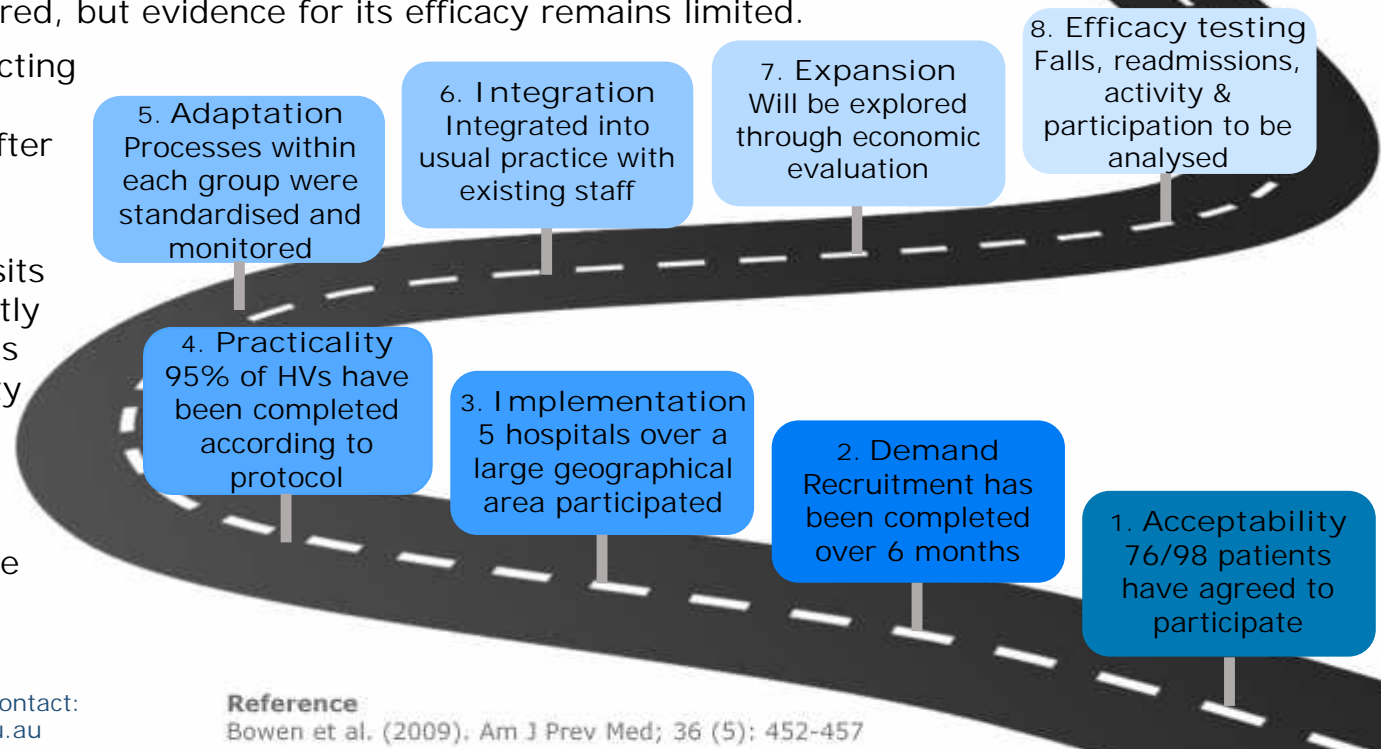 red, but evidence for its efficacy remains limited.
cting
fter
sits
tly
s
ty
e
5. Adaptation
Processes within
each group were
standardised and
monitored
6. Integration
Integrated into
usual practice with
existing staff
7. Expansion
Will be explored
through economic
evaluation
8. Efficacy testing
Falls, readmissions,
activity &
participation to be
analysed
4. Practicality
95% of HVs have
been completed
according to
protocol
3. Implementation
5 hospitals over a
large geographical
area participated
2. Demand
Recruitment has
been completed
over 6 months
1. Acceptability
76/98 patients
have agreed to
participate
ontact:
u.au
Reference
Bowen et al. (2009). Am J Prev Med; 36 (5): 452-457